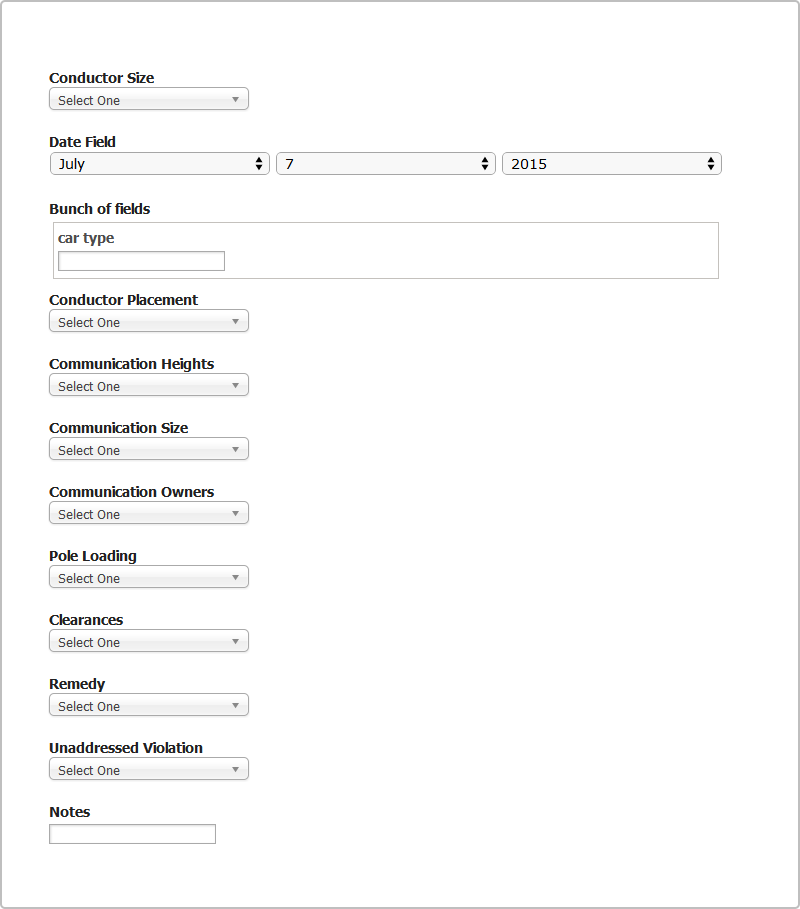 Conductor Size
Select One
Date Field
July 7 2015
Bunch of fields
car type
Conductor Placement
Select One
Communication Heights
Select One
Communication Size
Select One
Communication Owners
Select One
Pole Loading
Select One
Clearances
Select One
Remedy
Select One
Unaddressed Violation
Select One
Notes